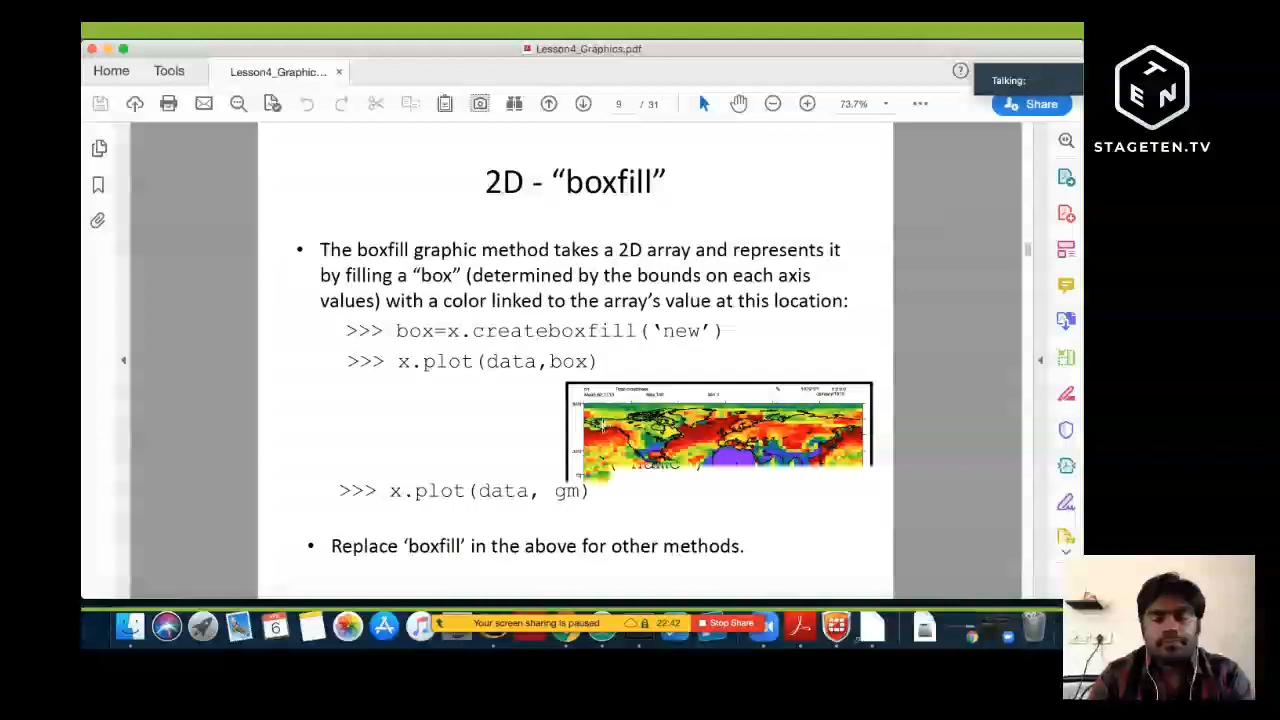 Lesson4_Graphics.pdf
Home
Tools
Lesson4_Graphic...
×
?
Talking:
9 / 31
73.7%
Share
T
EN
STAGETEN.TV
2D - “boxfill”
• The boxfill graphic method takes a 2D array and represents it
by filling a “box” (determined by the bounds on each axis
values) with a color linked to the array’s value at this location:
>>> box=x.createboxfill(‘new’)
>>> x.plot(data,box)
>>> x.plot(data, gm)
• Replace ‘boxfill’ in the above for other methods.
6
Your screen sharing is paused
22:42
Stop Share